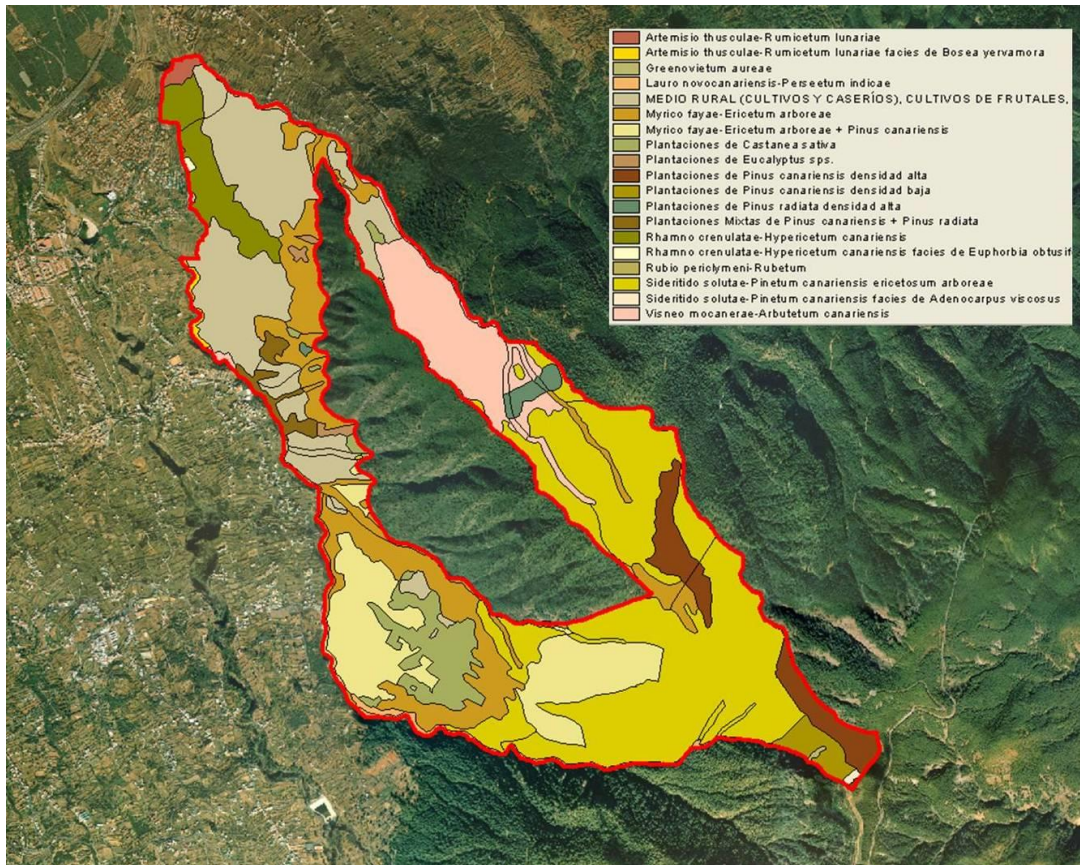 Artemisio thusculae-Rumicetum lunariae
Artemisio thusculae-Rumicetum lunariae facies de Bosea yervamora
Greenovietum aureae
Lauro novocanariensis-Perseetum indicae
MEDIO RURAL (CULTIVOS Y CASERÍOS), CULTIVOS DE FRUTALES,
Myrico fayae-Ericetum arboreae
Myrico fayae-Ericetum arboreae + Pinus canariensis
Plantaciones de Castanea sativa
Plantaciones de Eucalyptus sps.
Plantaciones de Pinus canariensis densidad alta
Plantaciones de Pinus canariensis densidad baja
Plantaciones de Pinus radiata densidad alta
Plantaciones Mixtas de Pinus canariensis + Pinus radiata
Rhamno crenulatae-Hypericetum canariensis
Rhamno crenulatae-Hypericetum canariensis facies de Euphorbia obtusif
Rubio periclymeni-Rubetum
Sideritido solutae-Pinetum canariensis ericetosum arboreae
Sideritido solutae-Pinetum canariensis facies de Adenocarpus viscosus
Visneo mocanerae-Arbutetum canariensis